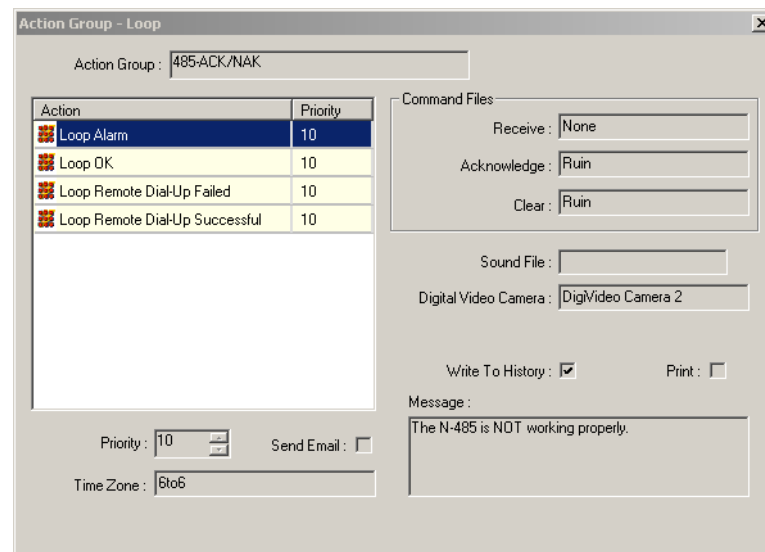 Action Group - Loop
Action Group : 485-ACK/NAK
Action Priority
Loop Alarm 10
Loop OK 10
Loop Remote Dial-Up Failed 10
Loop Remote Dial-Up Successful 10
Command Files
Receive : None
Acknowledge : Ruin
Clear : Ruin
Sound File :
Digital Video Camera : DigiVideo Camera 2
Write To History : Print :
Message :
The N-485 is NOT working properly.
Priority : 10 Send Email :
Time Zone : 6to6